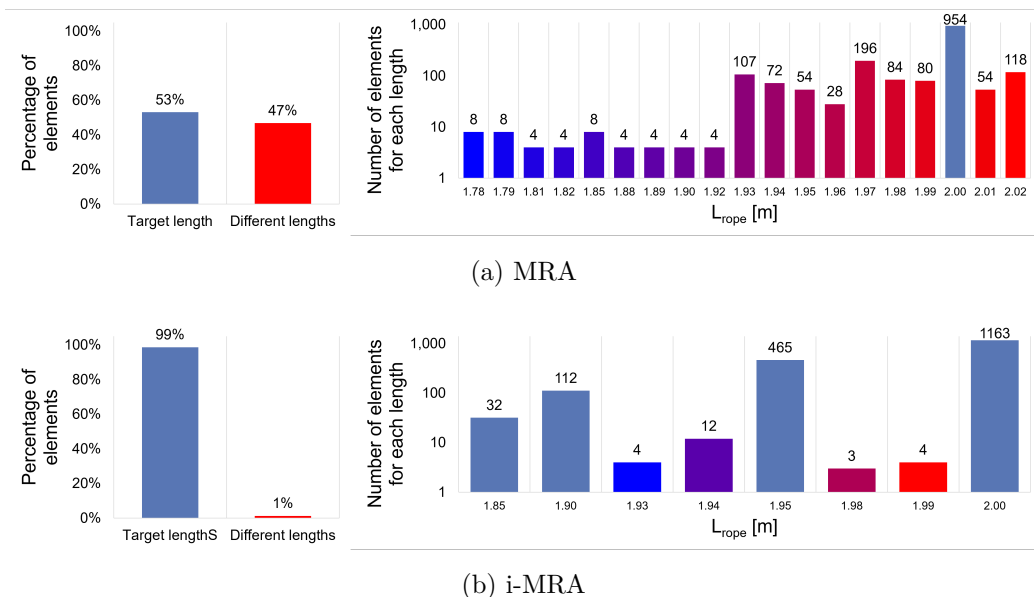 Percentage of
elements
100%
80%
60%
40%
20%
0%
53%
47%
Target length
Different lengths
Number of elements
for each length
1,000
100
10
1
8
8
4
4
8
4
4
4
4
107
72
54
28
196
84
80
954
54
118
1.78 1.79 1.81 1.82 1.85 1.88 1.89 1.90 1.92 1.93 1.94 1.95 1.96 1.97 1.98 1.99 2.00 2.01 2.02
Lrope [m]
(a) MRA
Percentage of
elements
100%
80%
60%
40%
20%
0%
99%
1%
Target lengthS
Different lengths
Number of elements
for each length
1,000
100
10
1
32
112
4
12
465
3
4
1163
1.85 1.90 1.93 1.94 1.95 1.98 1.99 2.00
Lrope [m]
(b) i-MRA